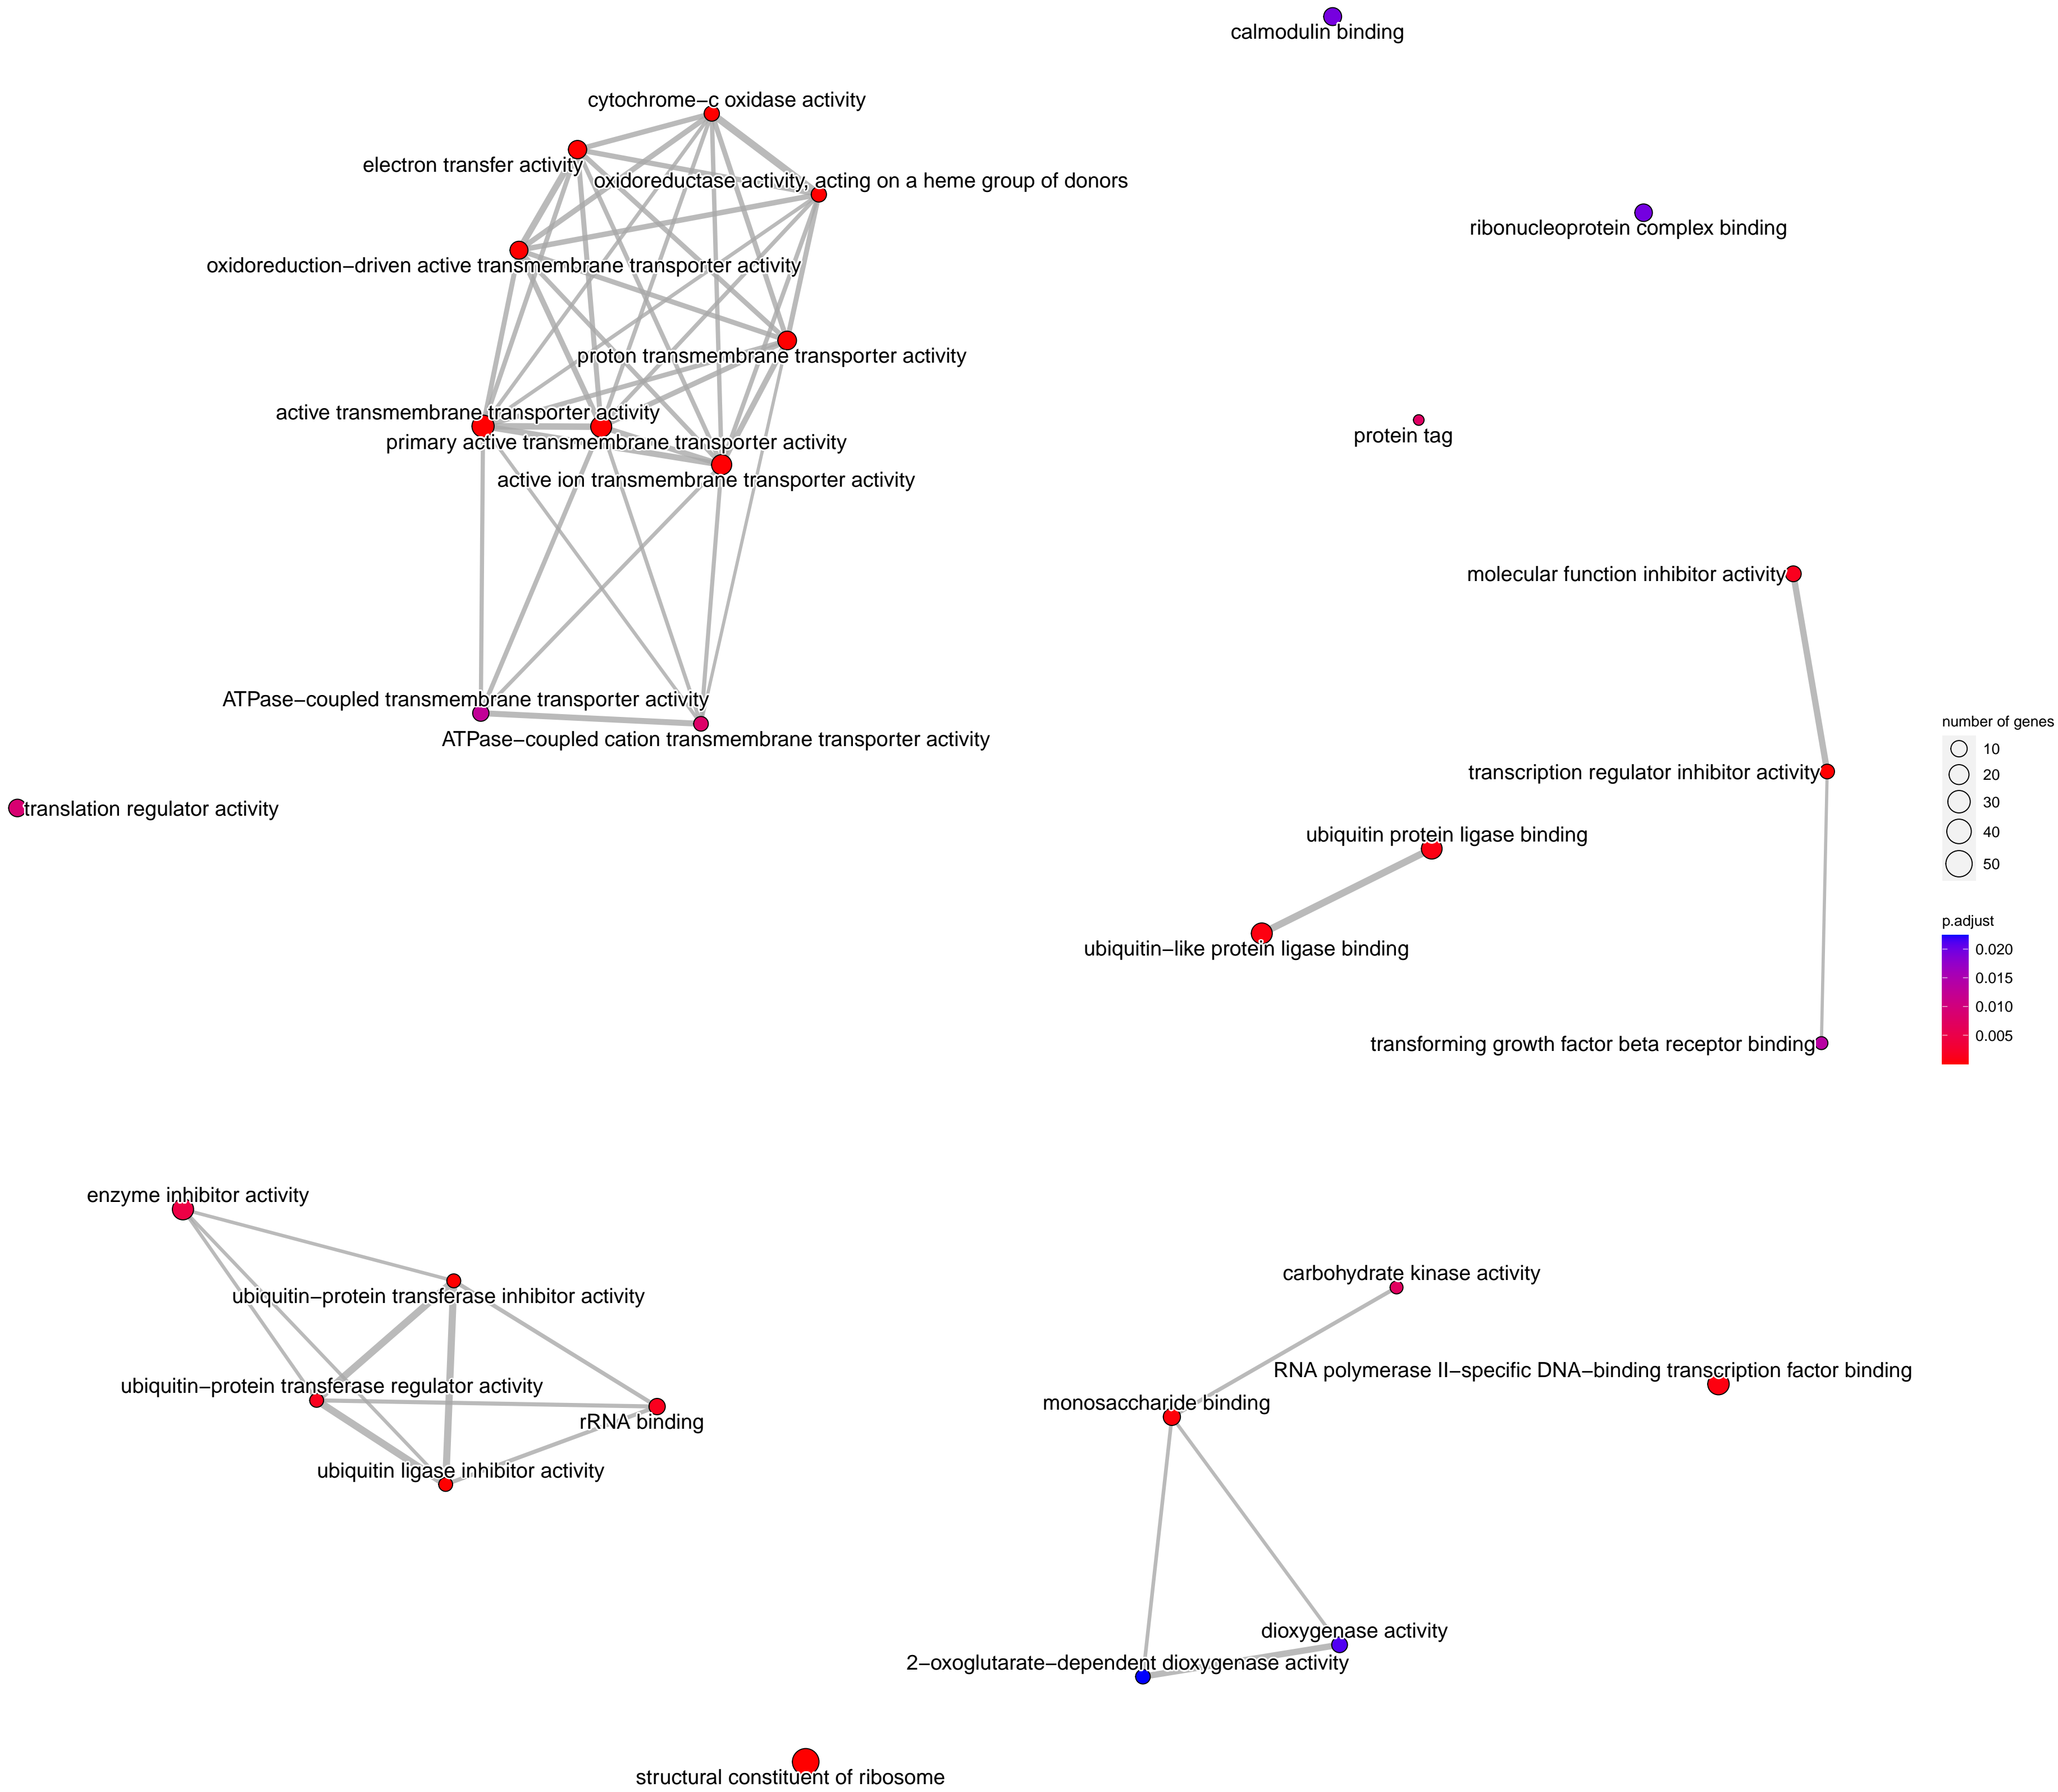 calmodulin binding
cytochrome−c oxidase activity
electron transfer activity
oxidoreductase activity, acting on a heme group of donors
ribonucleoprotein complex binding
oxidoreduction−driven active transmembrane transporter activity
proton transmembrane transporter activity
active transmembrane transporter activity
primary active transmembrane transporter activity
protein tag
active ion transmembrane transporter activity
molecular function inhibitor activity
ATPase−coupled transmembrane transporter activity
ATPase−coupled cation transmembrane transporter activity
transcription regulator inhibitor activity
translation regulator activity
ubiquitin protein ligase binding
ubiquitin−like protein ligase binding
transforming growth factor beta receptor binding
number of genes
10
20
30
40
50
p.adjust
0.020
0.015
0.010
0.005
enzyme inhibitor activity
ubiquitin−protein transferase inhibitor activity
ubiquitin−protein transferase regulator activity
rRNA binding
ubiquitin ligase inhibitor activity
carbohydrate kinase activity
RNA polymerase II−specific DNA−binding transcription factor binding
monosaccharide binding
dioxygenase activity
2−oxoglutarate−dependent dioxygenase activity
structural constituent of ribosome